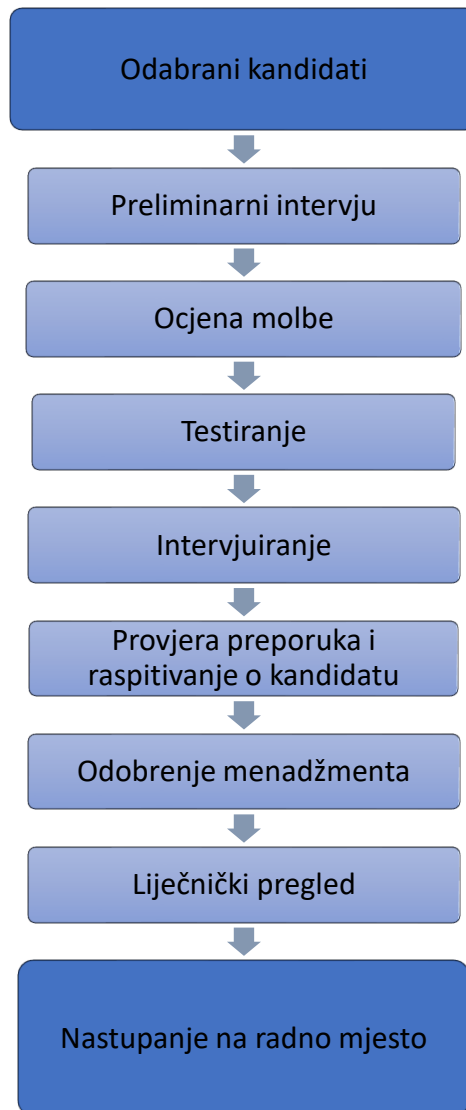 Odabrani kandidati
Preliminarni intervju
Ocjena molbe
Testiranje
Intervjuiranje
Provjera preporuka i
raspitivanje o kandidatu
Odobrenje menadžmenta
Liječnički pregled
Nastupanje na radno mjesto